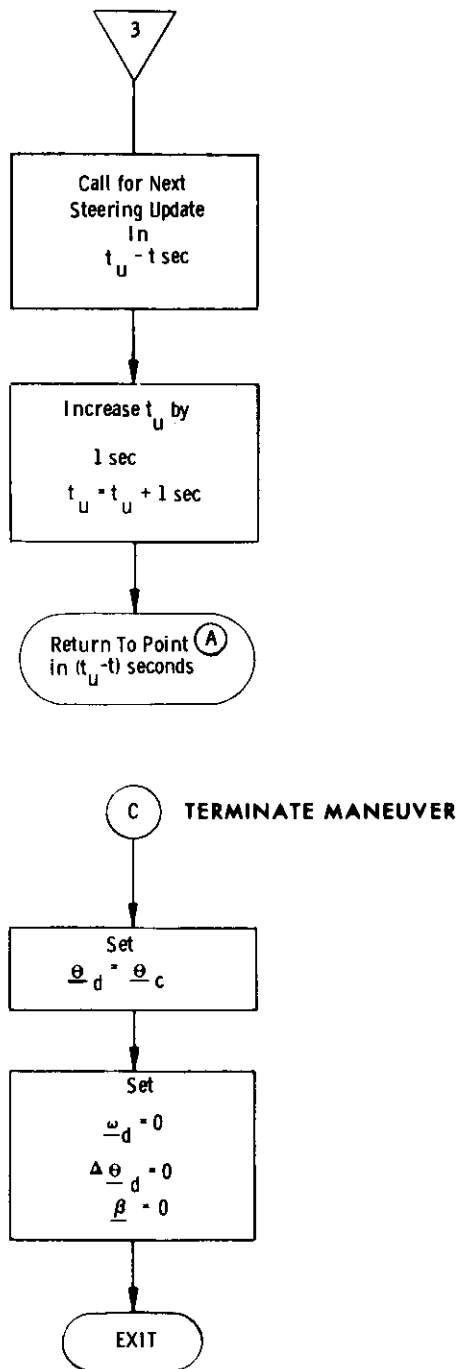 3
Call for Next
Steering Update
In
t_u - t sec
Increase t_u by
1 sec
t_u = t_u + 1 sec
Return To Point A
in (t_u-t) seconds
C TERMINATE MANEUVER
Set
θ_d = θ_c
Set
ω_d = 0
Δ θ_d = 0
β = 0
EXIT